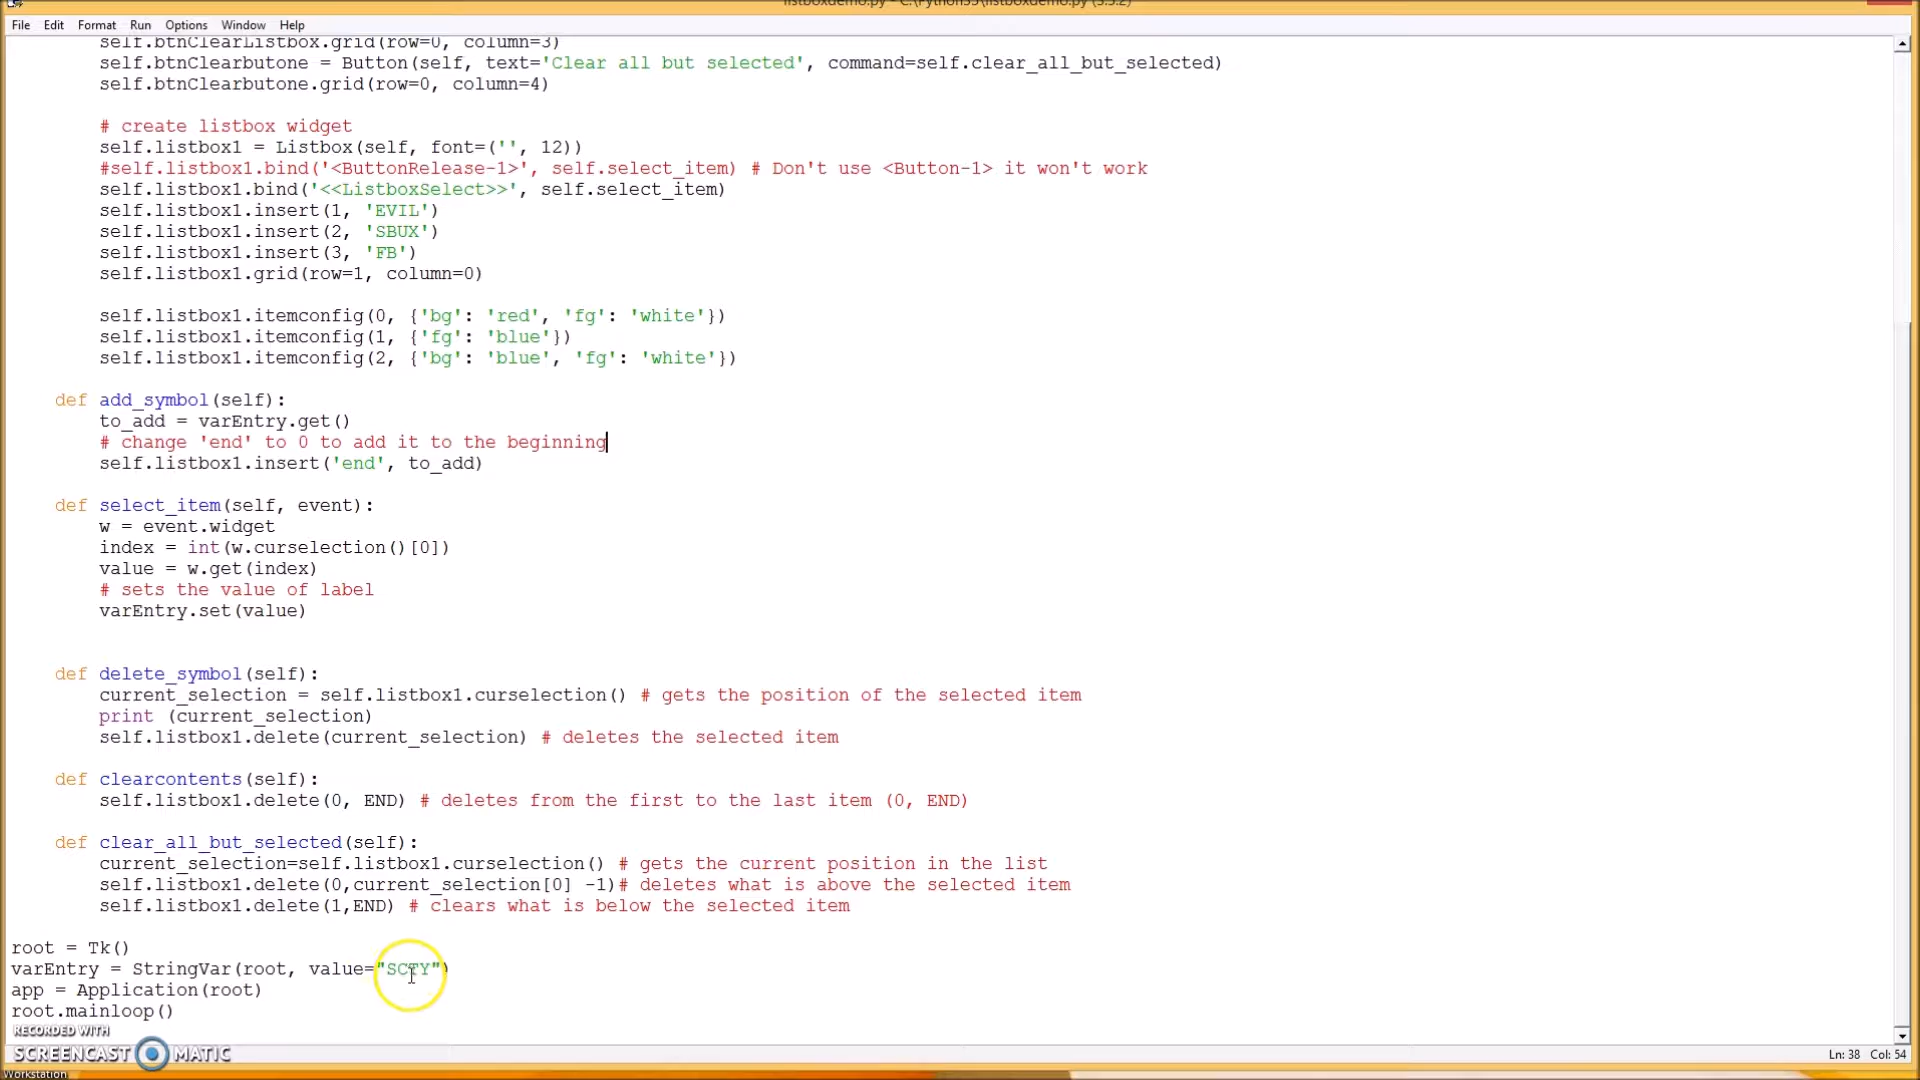 listboxdemo.py - C:\Python35\listboxdemo.py (3.5.2)
File Edit Format Run Options Window Help
self.btnClearListbox.grid(row=0, column=3)
self.btnClearbutone = Button(self, text='Clear all but selected', command=self.clear_all_but_selected)
self.btnClearbutone.grid(row=0, column=4)
# create listbox widget
self.listbox1 = Listbox(self, font=('', 12))
#self.listbox1.bind('<ButtonRelease-1>', self.select_item) # Don't use <Button-1> it won't work
self.listbox1.bind('<<ListboxSelect>>', self.select_item)
self.listbox1.insert(1, 'EVIL')
self.listbox1.insert(2, 'SBUX')
self.listbox1.insert(3, 'FB')
self.listbox1.grid(row=1, column=0)
self.listbox1.itemconfig(0, {'bg': 'red', 'fg': 'white'})
self.listbox1.itemconfig(1, {'fg': 'blue'})
self.listbox1.itemconfig(2, {'bg': 'blue', 'fg': 'white'})
def add_symbol(self):
to_add = varEntry.get()
# change 'end' to 0 to add it to the beginning
self.listbox1.insert('end', to_add)
def select_item(self, event):
w = event.widget
index = int(w.curselection()[0])
value = w.get(index)
# sets the value of label
varEntry.set(value)
def delete_symbol(self):
current_selection = self.listbox1.curselection() # gets the position of the selected item
print (current_selection)
self.listbox1.delete(current_selection) # deletes the selected item
def clearcontents(self):
self.listbox1.delete(0, END) # deletes from the first to the last item (0, END)
def clear_all_but_selected(self):
current_selection=self.listbox1.curselection() # gets the current position in the list
self.listbox1.delete(0,current_selection[0] -1)# deletes what is above the selected item
self.listbox1.delete(1,END) # clears what is below the selected item
root = Tk()
varEntry = StringVar(root, value="SCTY")
app = Application(root)
root.mainloop()
RECORDED WITH
SCREENCAST MATIC
Ln: 38 Col: 54
Workstation